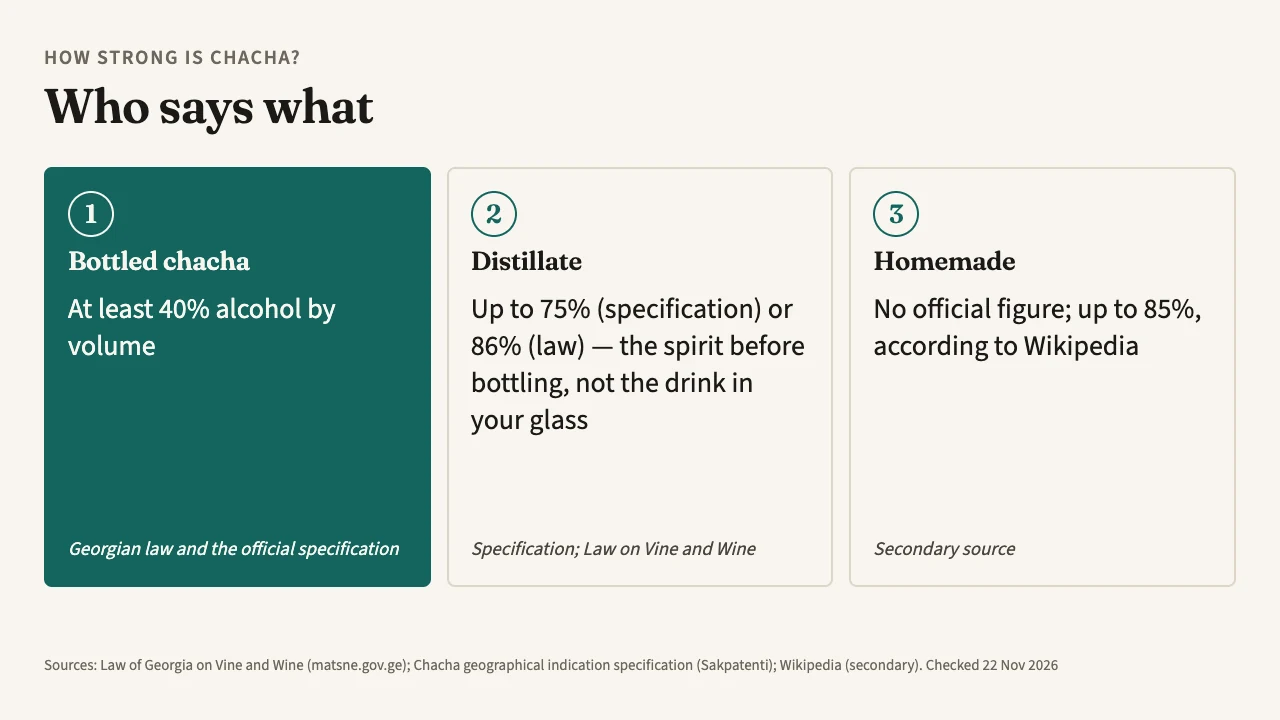 HOW STRONG IS CHACHA?
Who says what
1
Bottled chacha
At least 40% alcohol by
volume
Georgian law and the official specification
2
Distillate
Up to 75% (specification) or
86% (law) — the spirit before
bottling, not the drink in
your glass
Specification; Law on Vine and Wine
3
Homemade
No official figure; up to 85%,
according to Wikipedia
Secondary source
Sources: Law of Georgia on Vine and Wine (matsne.gov.ge); Chacha geographical indication specification (Sakpatenti); Wikipedia (secondary). Checked 22 Nov 2026